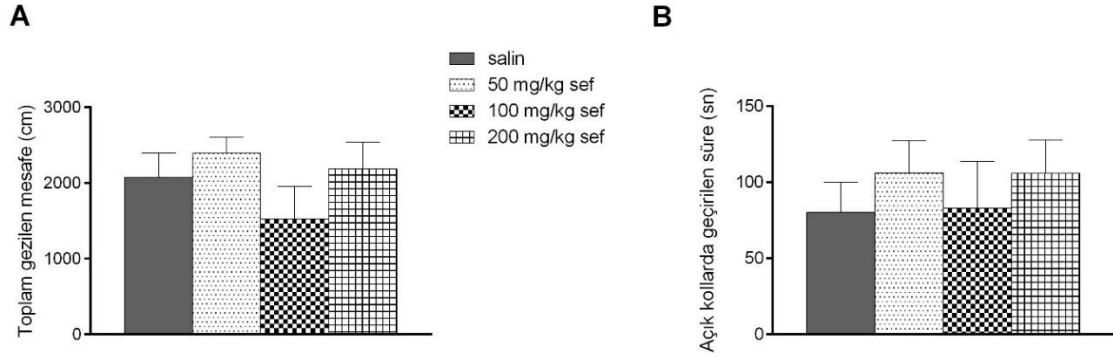 A
Toplam gezilen mesafe (cm)
3000
2000
1000
0
salin
50 mg/kg sef
100 mg/kg sef
200 mg/kg sef
B
Açık kollarda geçirilen süre (sn)
150
100
50
0